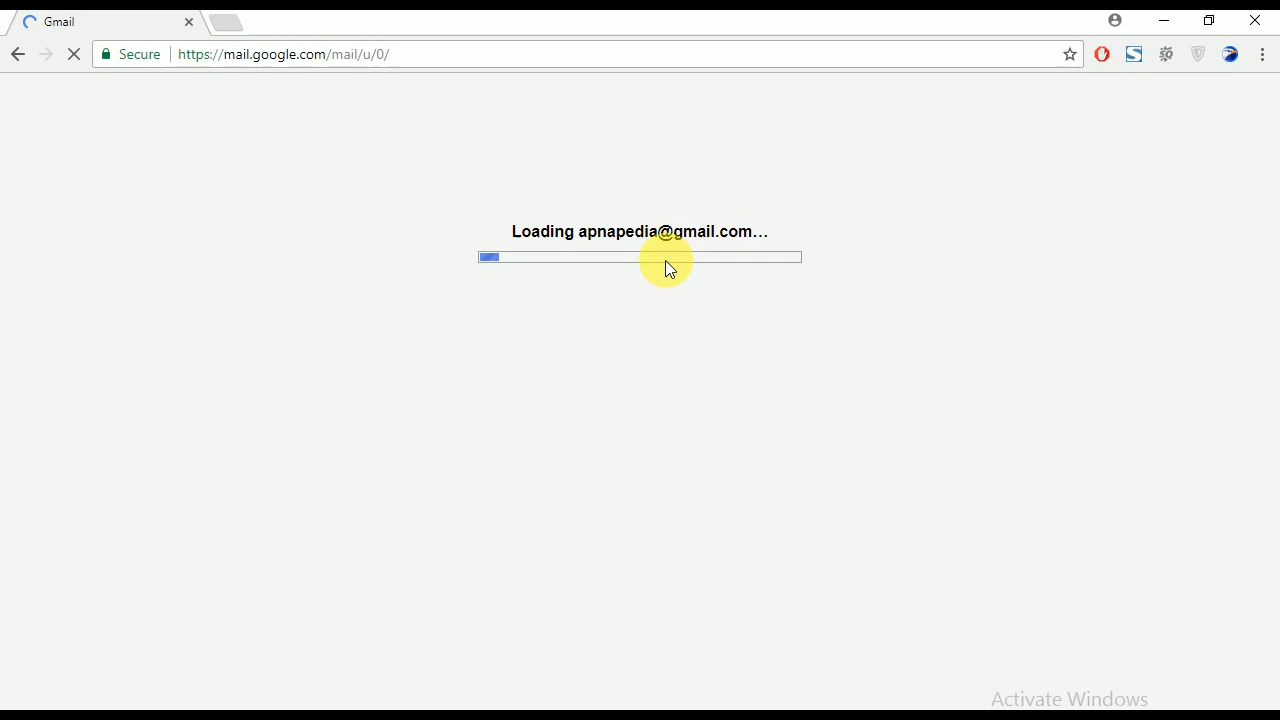 Gmail
Secure
https://mail.google.com/mail/u/0/
Loading apnapedia@gmail.com...
Activate Windows